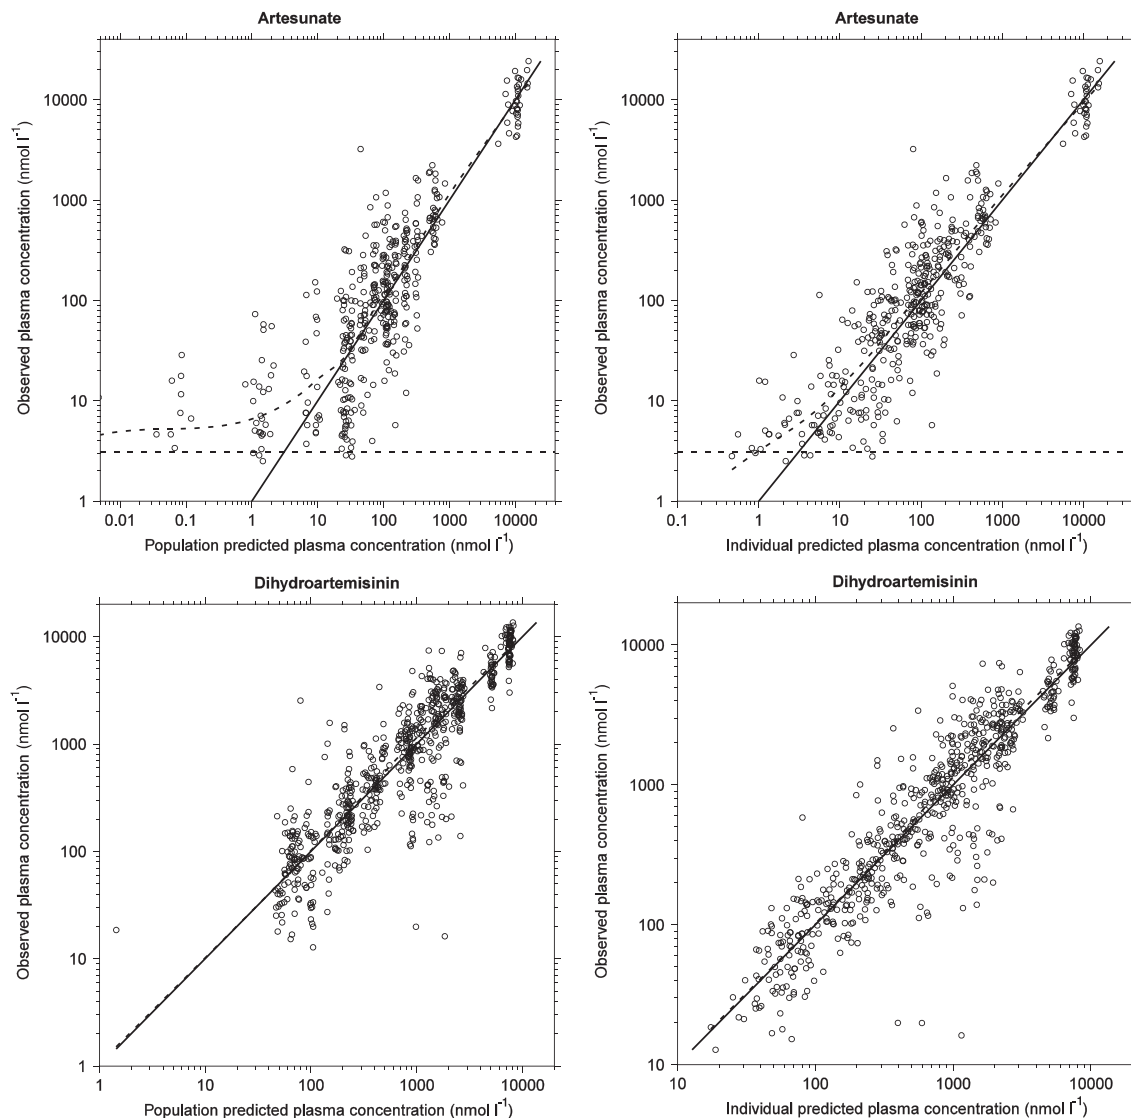 Artesunate
Observed plasma concentration (nmol l⁻¹)
10000
1000
100
10
1
0.01 0.1 1 10 100 1000 10000
Population predicted plasma concentration (nmol l⁻¹)
Artesunate
Observed plasma concentration (nmol l⁻¹)
10000
1000
100
10
1
0.1 1 10 100 1000 10000
Individual predicted plasma concentration (nmol l⁻¹)
Dihydroartemisinin
Observed plasma concentration (nmol l⁻¹)
10000
1000
100
10
1
1 10 100 1000 10000
Population predicted plasma concentration (nmol l⁻¹)
Dihydroartemisinin
Observed plasma concentration (nmol l⁻¹)
10000
1000
100
10
10 100 1000 10000
Individual predicted plasma concentration (nmol l⁻¹)